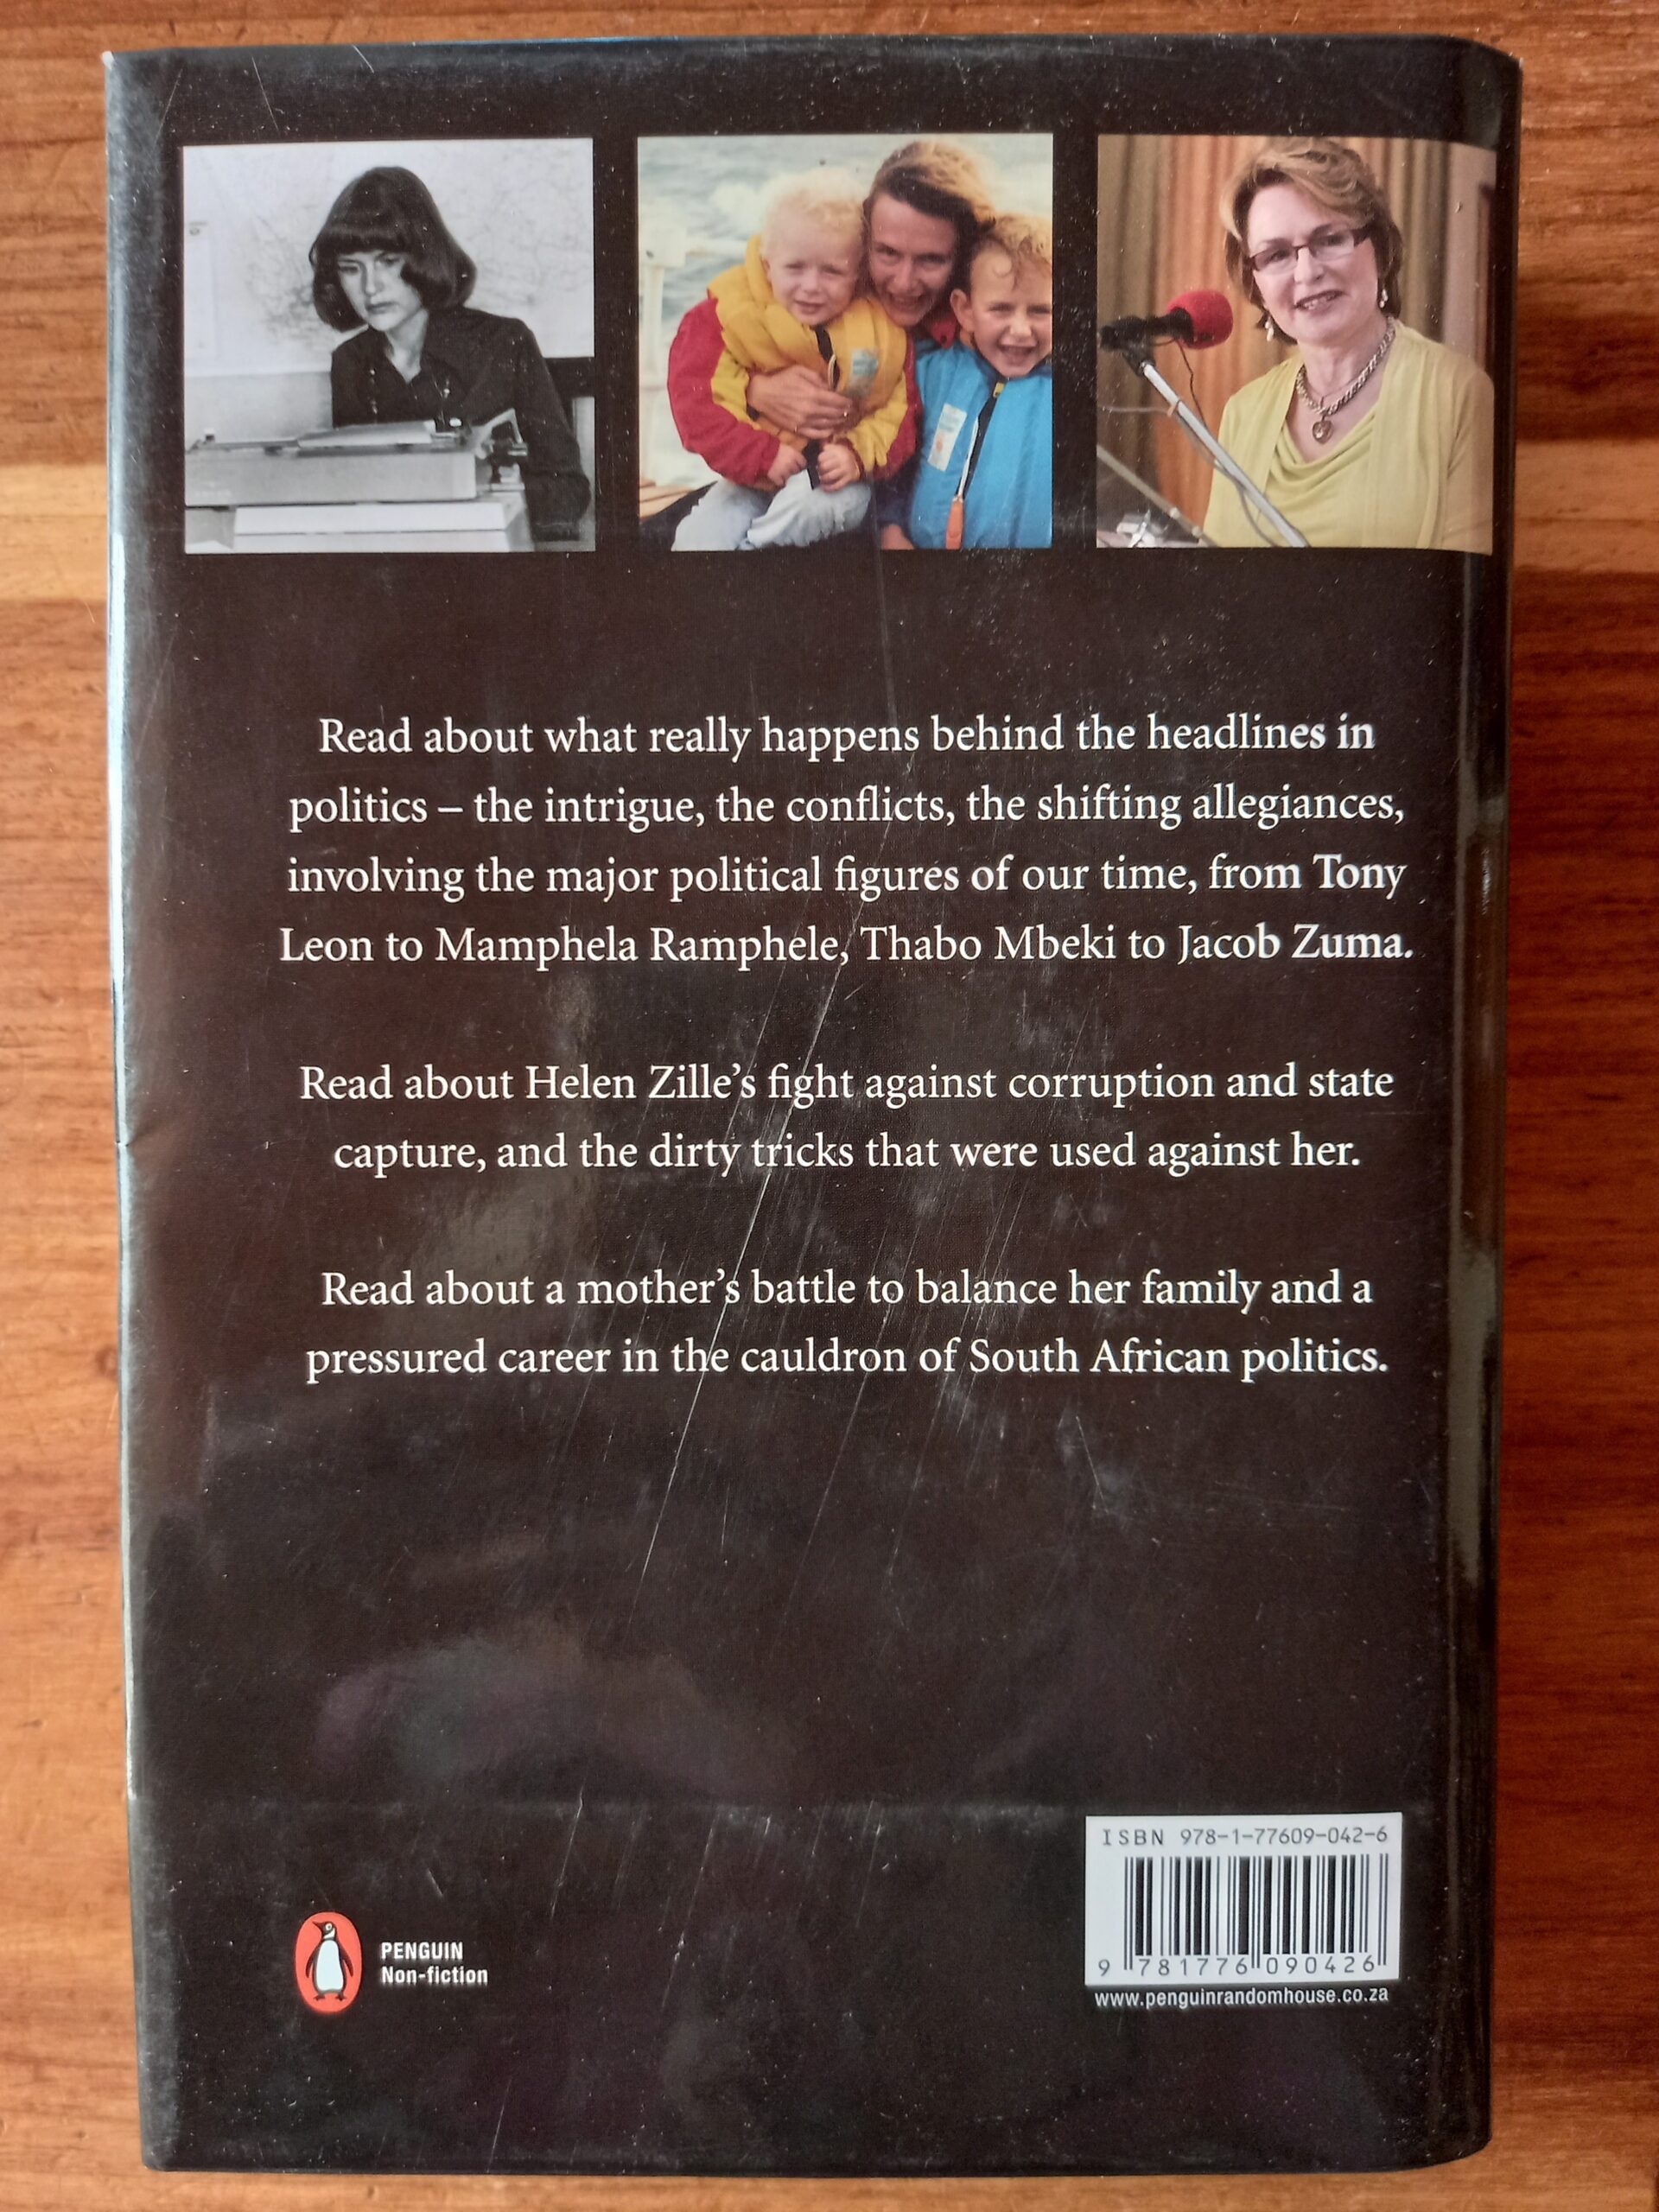 Read about what really happens behind the headlines in
politics – the intrigue, the conflicts, the shifting allegiances,
involving the major political figures of our time, from Tony
Leon to Mamphela Ramphele, Thabo Mbeki to Jacob Zuma.
Read about Helen Zille’s fight against corruption and state
capture, and the dirty tricks that were used against her.
Read about a mother’s battle to balance her family and a
pressured career in the cauldron of South African politics.
PENGUIN
Non-fiction
ISBN 978-1-77609-042-6
9 781776 090426
www.penguinrandomhouse.co.za